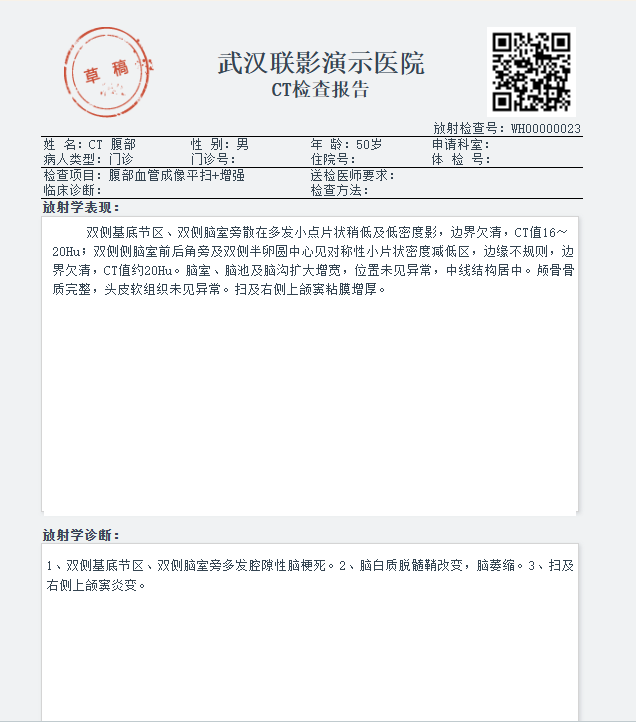 草稿
武汉联影演示医院
CT检查报告
放射检查号：WH00000023
姓 名：CT 腹部 性 别：男 年 龄：50岁 申请科室：
病人类型：门诊 门诊号： 住院号： 体 检 号：
检查项目：腹部血管成像平扫+增强 送检医师要求：
临床诊断： 检查方法：
放射学表现：
双侧基底节区、双侧脑室旁散在多发小点片状稍低及低密度影，边界欠清，CT值16～
20Hu；双侧侧脑室前后角旁及双侧半卵圆中心见对称性小片状密度减低区，边缘不规则，边
界欠清，CT值约20Hu。脑室、脑池及脑沟扩大增宽，位置未见异常，中线结构居中。颅骨骨
质完整，头皮软组织未见异常。扫及右侧上颌窦粘膜增厚。
放射学诊断：
1、双侧基底节区、双侧脑室旁多发腔隙性脑梗死。2、脑白质脱髓鞘改变，脑萎缩。3、扫及
右侧上颌窦炎变。